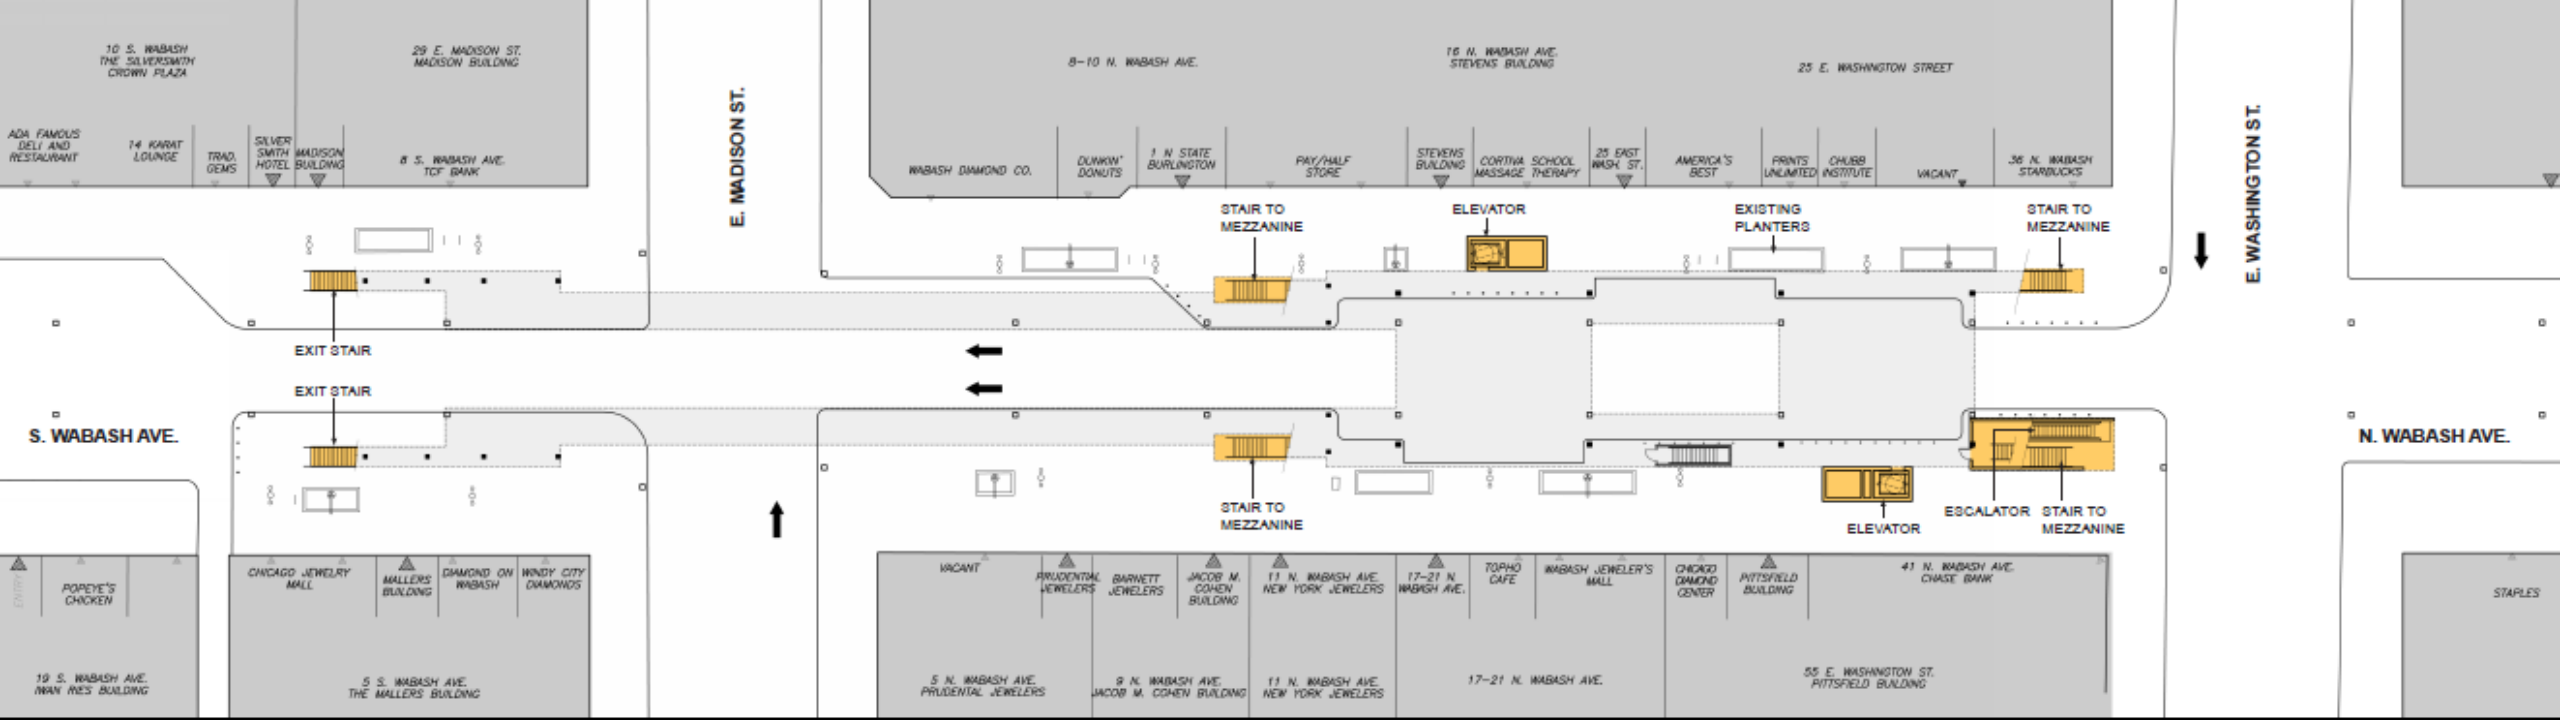 10 S. WABASH
THE SILVERSMITH
CROWN PLAZA
29 E. MADISON ST.
MADISON BUILDING
ADA FAMOUS
DELI AND
RESTAURANT
14 KARAT
LOUNGE
TRAD.
GEMS
SILVER
SMITH
HOTEL
MADISON
BUILDING
8 S. WABASH AVE.
TCF BANK
E. MADISON ST.
8-10 N. WABASH AVE.
16 N. WABASH AVE.
STEVENS BUILDING
25 E. WASHINGTON STREET
WABASH DIAMOND CO.
DUNKIN'
DONUTS
1 N STATE
BURLINGTON
PAY/HALF
STORE
STEVENS
BUILDING
CORTIVA SCHOOL
MASSAGE THERAPY
25 EAST
WASH. ST.
AMERICA'S
BEST
PRINTS
UNLIMITED
CHUBB
INSTITUTE
VACANT
36 N. WABASH
STARBUCKS
E. WASHINGTON ST.
STAIR TO
MEZZANINE
ELEVATOR
EXISTING
PLANTERS
STAIR TO
MEZZANINE
EXIT STAIR
EXIT STAIR
S. WABASH AVE.
N. WABASH AVE.
STAIR TO
MEZZANINE
ELEVATOR
ESCALATOR
STAIR TO
MEZZANINE
ENTRY
POPEYE'S
CHICKEN
19 S. WABASH AVE.
IWAN RIES BUILDING
CHICAGO JEWELRY
MALL
MALLERS
BUILDING
DIAMOND ON
WABASH
WINDY CITY
DIAMONDS
5 S. WABASH AVE.
THE MALLERS BUILDING
VACANT
PRUDENTIAL
JEWELERS
BARNETT
JEWELERS
JACOB M.
COHEN
BUILDING
11 N. WABASH AVE.
NEW YORK JEWELERS
17-21 N.
WABASH AVE.
TOPHO
CAFE
WABASH JEWELER'S
MALL
CHICAGO
DIAMOND
CENTER
PITTSFIELD
BUILDING
41 N. WABASH AVE.
CHASE BANK
5 N. WABASH AVE.
PRUDENTAL JEWELERS
9 N. WABASH AVE.
JACOB M. COHEN BUILDING
11 N. WABASH AVE.
NEW YORK JEWELERS
17-21 N. WABASH AVE.
55 E. WASHINGTON ST.
PITTSFIELD BUILDING
STAPLES